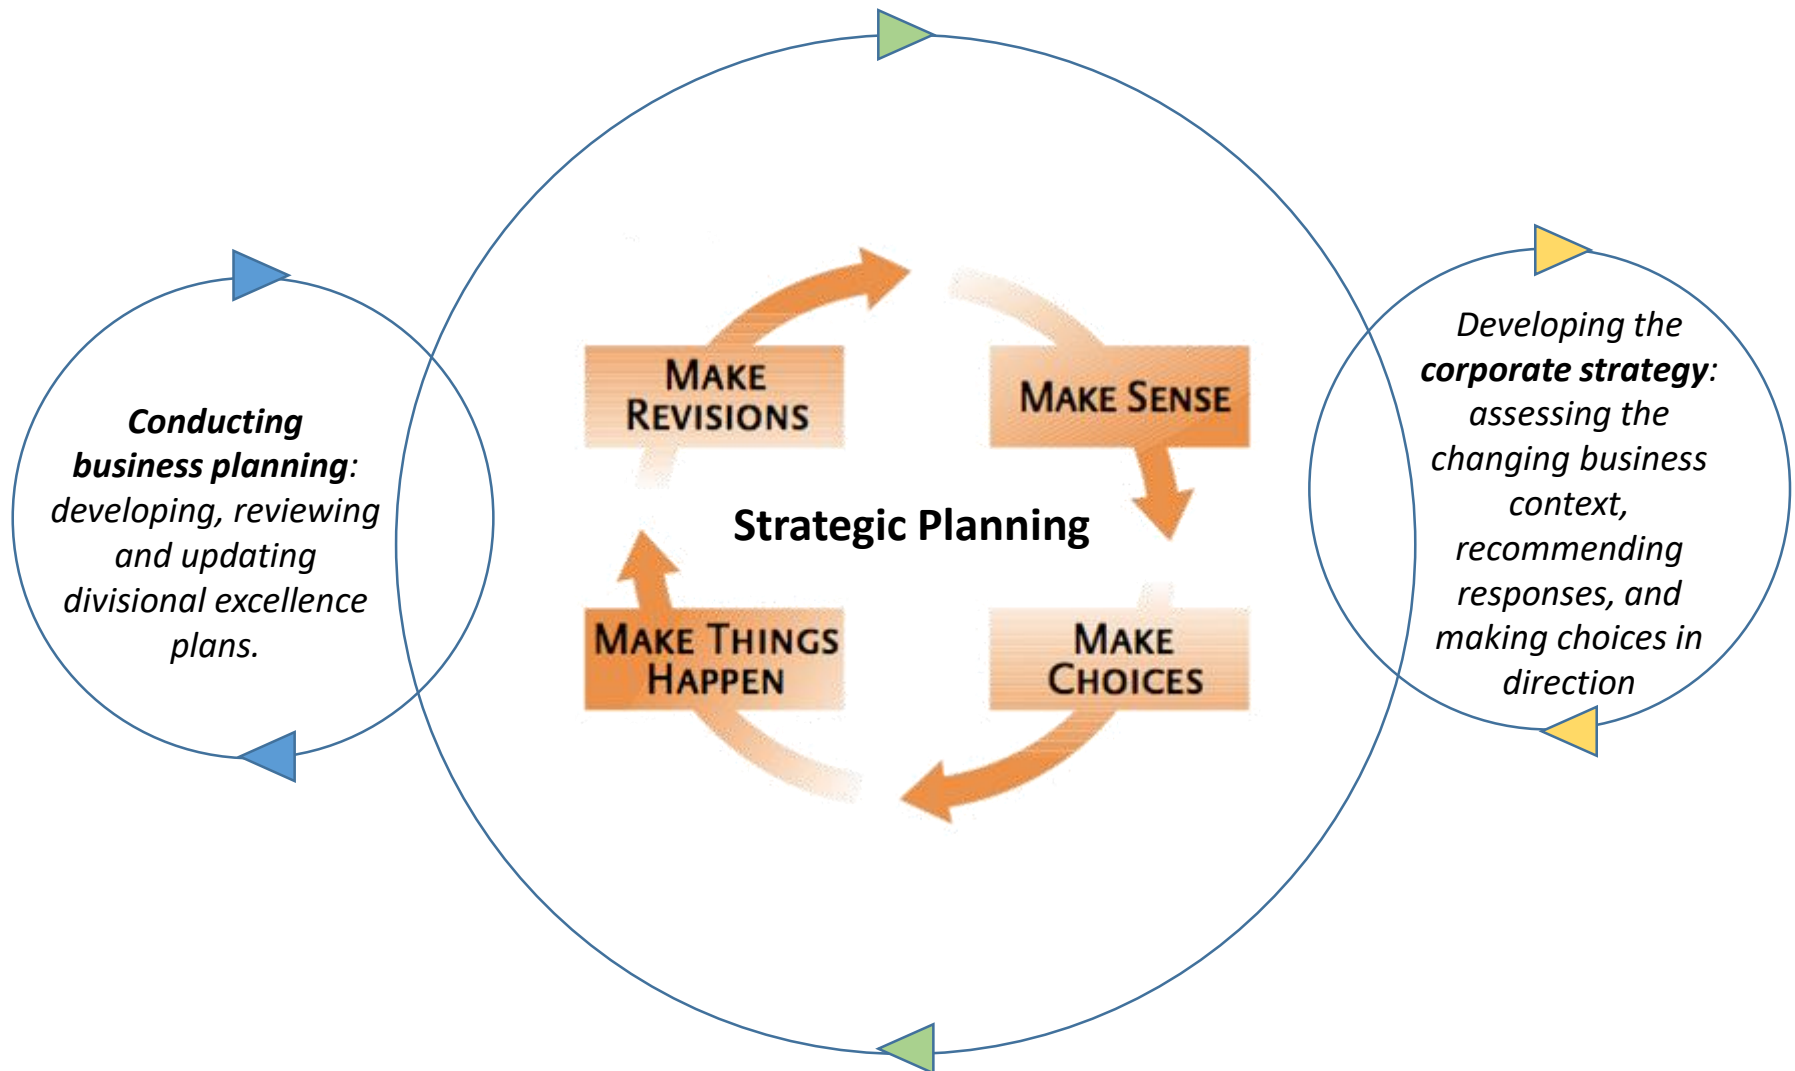 Conducting
business planning:
developing, reviewing
and updating
divisional excellence
plans.
MAKE
REVISIONS
MAKE SENSE
Strategic Planning
MAKE THINGS
HAPPEN
MAKE
CHOICES
Developing the
corporate strategy:
assessing the
changing business
context,
recommending
responses, and
making choices in
direction